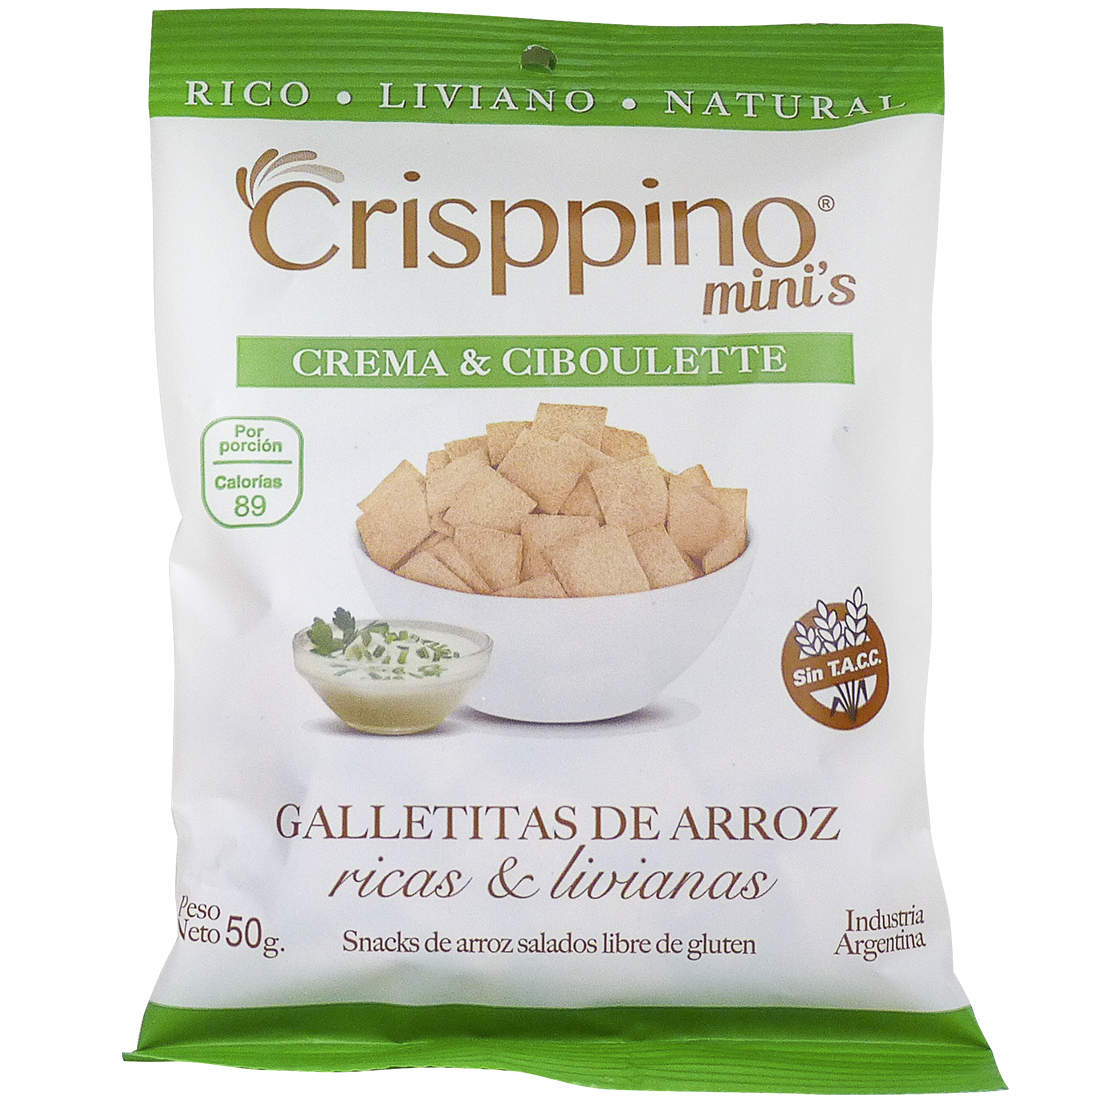 RICO • LIVIANO • NATURAL
Crisppino®
mini's
CREMA & CIBOULETTE
Por
porción
Calorías
89
Sin T.A.C.C.
GALLETITAS DE ARROZ
ricas & livianas
Peso
Neto 50g.
Snacks de arroz salados libre de gluten
Industria
Argentina